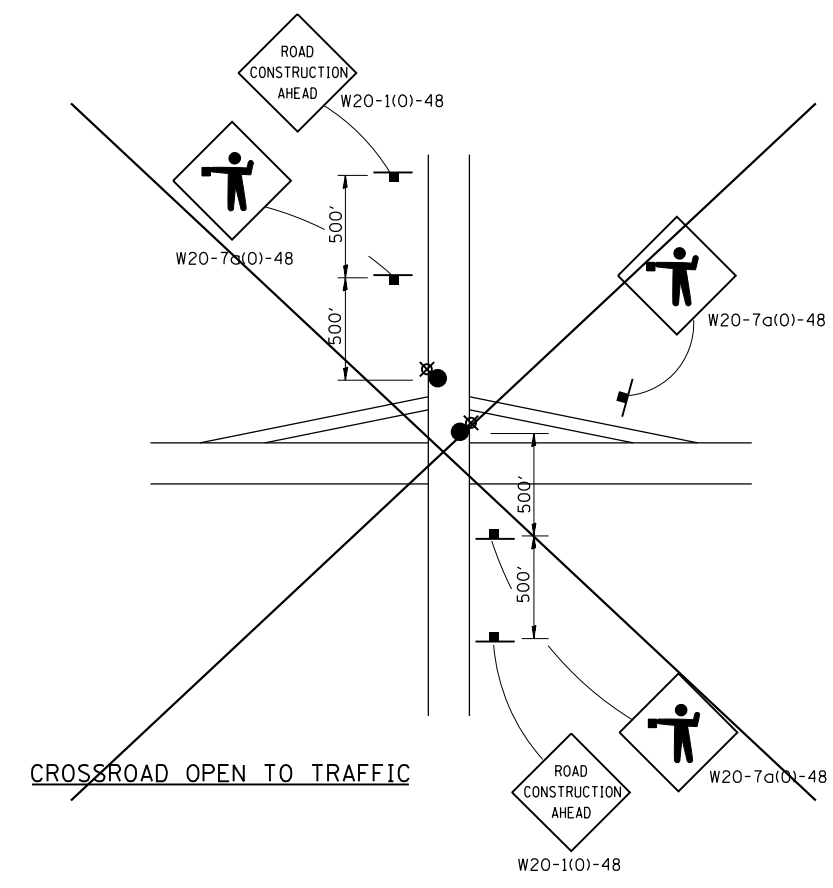 ROAD
CONSTRUCTION
AHEAD
W20-1(O)-48
W20-7a(O)-48
500'
500'
W20-7a(O)-48
500'
500'
CROSSROAD OPEN TO TRAFFIC
W20-7a(O)-48
ROAD
CONSTRUCTION
AHEAD
W20-1(O)-48